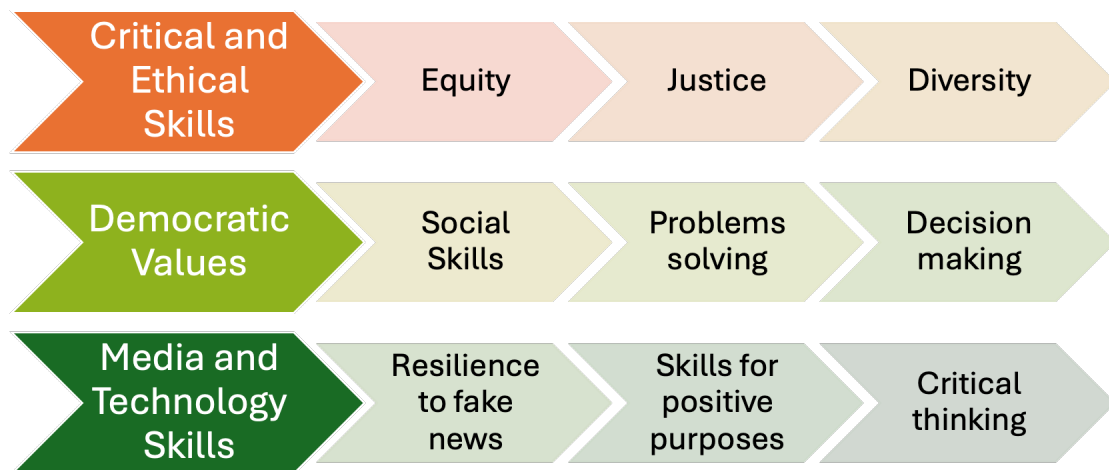 Critical and
Ethical
Skills
Equity
Justice
Diversity
Democratic
Values
Social
Skills
Problems
solving
Decision
making
Media and
Technology
Skills
Resilience
to fake
news
Skills for
positive
purposes
Critical
thinking